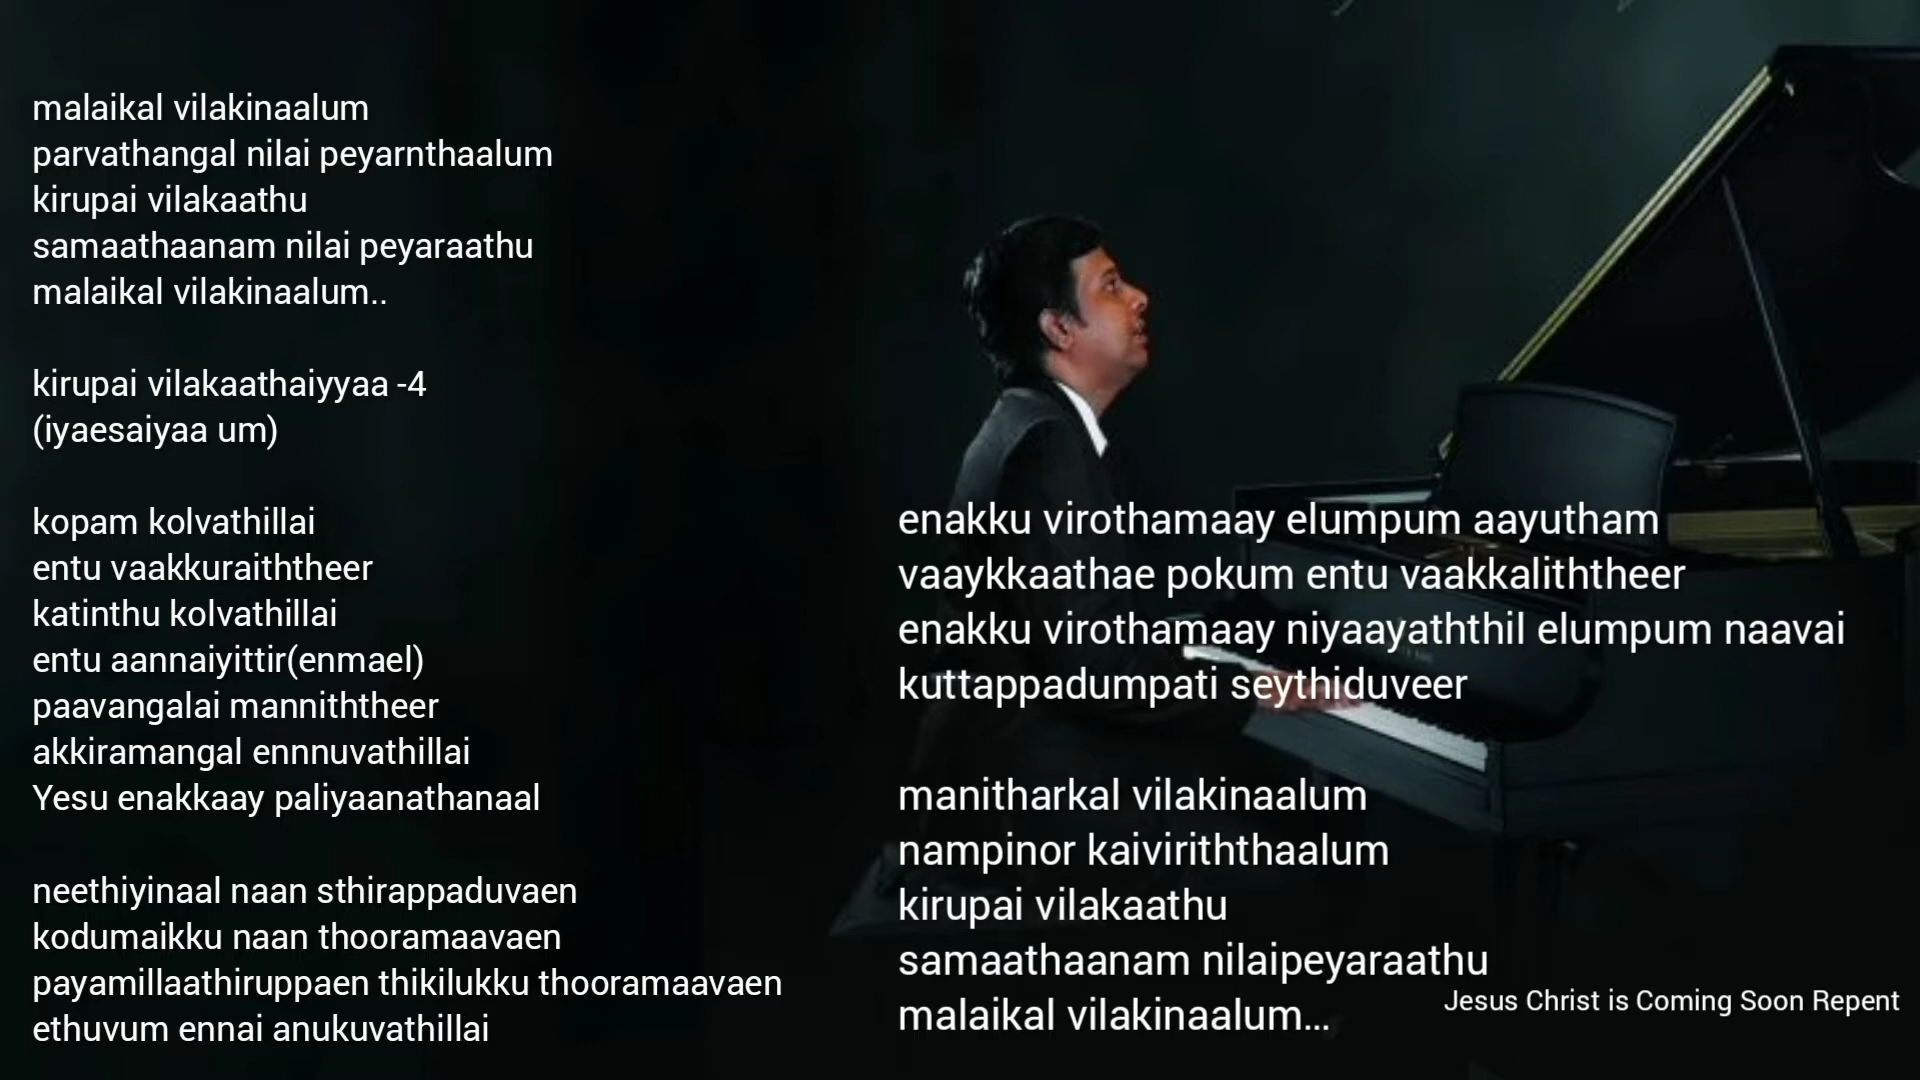 malaikal vilakinaalum
parvathangal nilai peyarnthaalum
kirupai vilakaathu
samaathaanam nilai peyaraathu
malaikal vilakinaalum..
kirupai vilakaathaiyyaa -4
(iyaesaiyaa um)
kopam kolvathillai
entu vaakkuraiththeer
katinthu kolvathillai
entu aannaiyittir(enmael)
paavangalai manniththeer
akkiramangal ennnuvathillai
Yesu enakkaay paliyaanathanaal
neethiyinaal naan sthirappaduvaen
kodumaikku naan thooramaavaen
payamillaathiruppaen thikilukku thooramaavaen
ethuvum ennai anukuvathillai
enakku virothamaay elumpum aayutham
vaaykkaathae pokum entu vaakkaliththeer
enakku virothamaay niyaayaththil elumpum naavai
kuttappadumpati seythiduveer
manitharkal vilakinaalum
nampinor kaiviriththaalum
kirupai vilakaathu
samaathaanam nilaipeyaraathu
malaikal vilakinaalum...
Jesus Christ is Coming Soon Repent